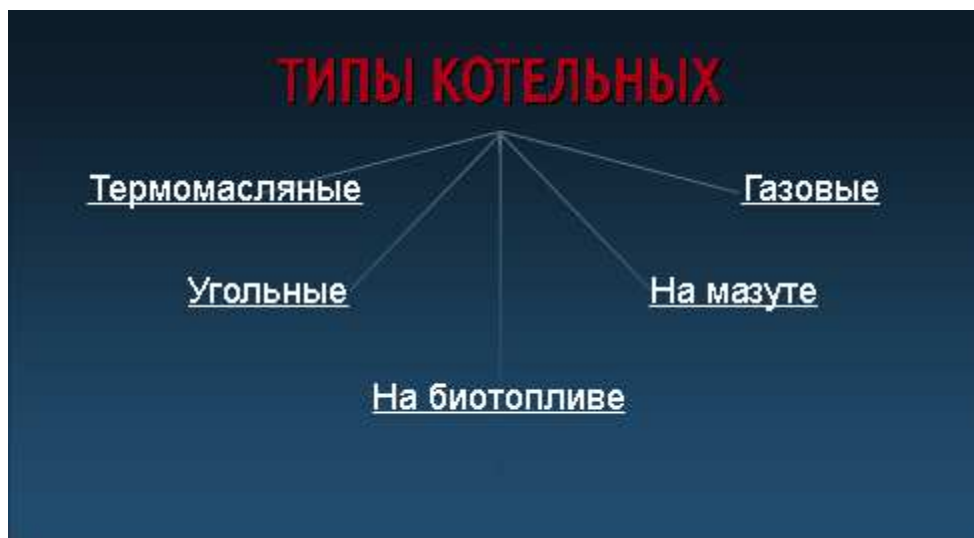 ТИПЫ КОТЕЛЬНЫХ
Термомасляные
Газовые
Угольные
На мазуте
На биотопливе